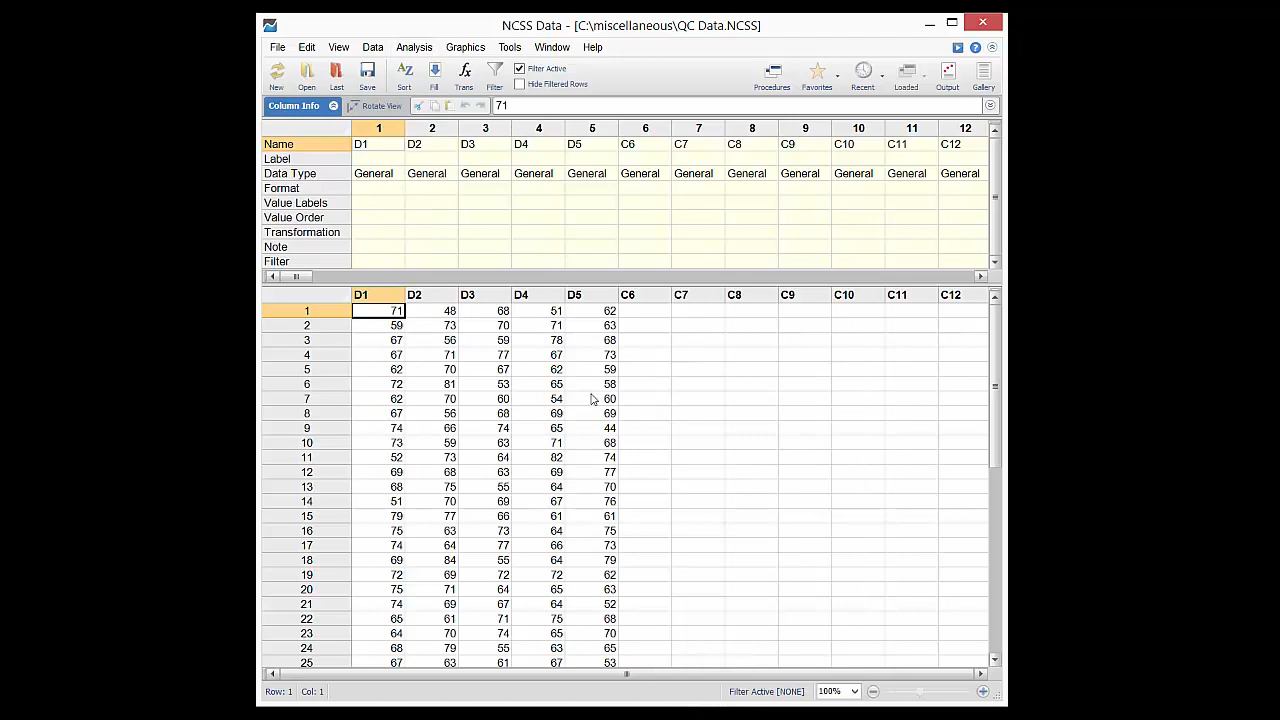 NCSS Data - [C:\miscellaneous\QC Data.NCSS]
File Edit View Data Analysis Graphics Tools Window Help
New Open Last Save Sort Fill Trans Filter Filter Active Hide Filtered Rows Procedures Favorites Recent Loaded Output Gallery
Column Info Rotate View 71
1 2 3 4 5 6 7 8 9 10 11 12
Name D1 D2 D3 D4 D5 C6 C7 C8 C9 C10 C11 C12
Label
Data Type General General General General General General General General General General General General
Format
Value Labels
Value Order
Transformation
Note
Filter
D1 D2 D3 D4 D5 C6 C7 C8 C9 C10 C11 C12
1 71 48 68 51 62
2 59 73 70 71 63
3 67 56 59 78 68
4 67 71 77 67 73
5 62 70 67 62 59
6 72 81 53 65 58
7 62 70 60 54 60
8 67 56 68 69 69
9 74 66 74 65 44
10 73 59 63 71 68
11 52 73 64 82 74
12 69 68 63 69 77
13 68 75 55 64 70
14 51 70 69 67 76
15 79 77 66 61 61
16 75 63 73 64 75
17 74 64 77 66 73
18 69 84 55 64 79
19 72 69 72 72 62
20 75 71 64 65 63
21 74 69 67 64 52
22 65 61 71 75 68
23 64 70 74 65 70
24 68 79 55 63 65
25 67 63 61 67 53
Row: 1 Col: 1 Filter Active [NONE] 100%